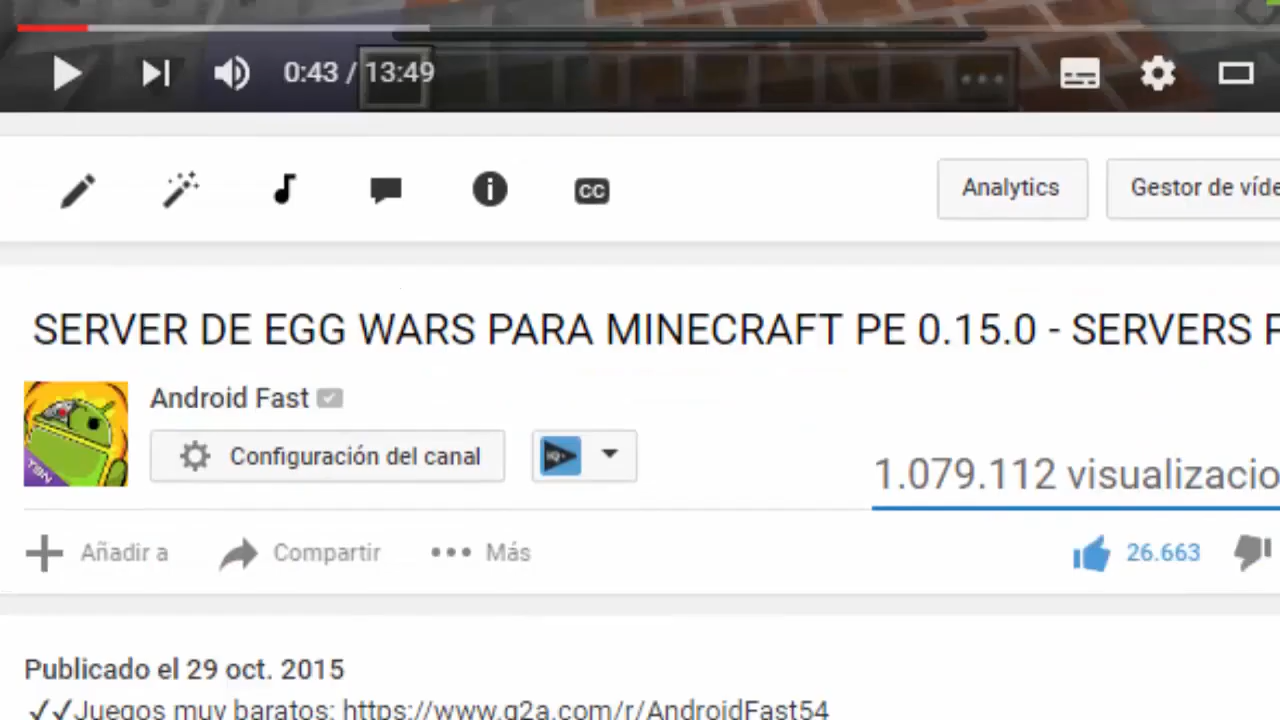 0:43 / 13:49
CC
Analytics
Gestor de víde
SERVER DE EGG WARS PARA MINECRAFT PE 0.15.0 - SERVERS P
Android Fast
TGN
Configuración del canal
1.079.112 visualizacio
Añadir a
Compartir
Más
26.663
Publicado el 29 oct. 2015
✓✓Juegos muy baratos: https://www.g2a.com/r/AndroidFast54